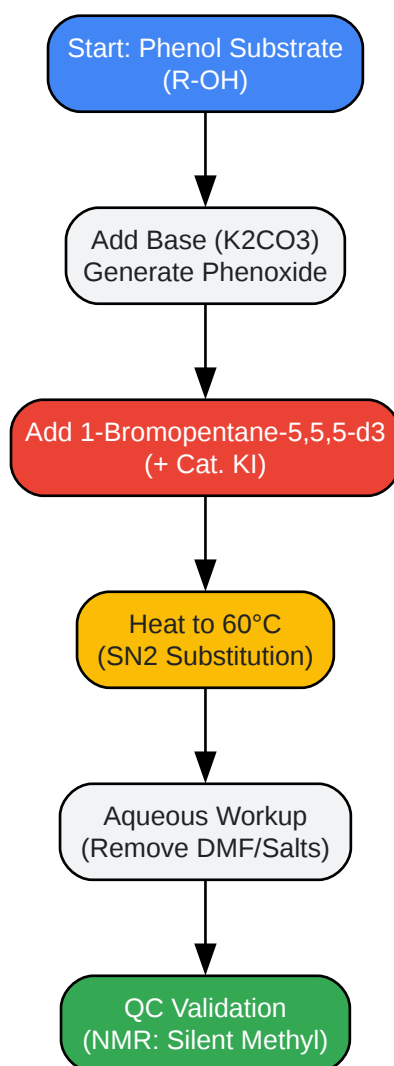 Start: Phenol Substrate
(R-OH)
Add Base (K2CO3)
Generate Phenoxide
Add 1-Bromopentane-5,5,5-d3
(+ Cat. KI)
Heat to 60°C
(SN2 Substitution)
Aqueous Workup
(Remove DMF/Salts)
QC Validation
(NMR: Silent Methyl)